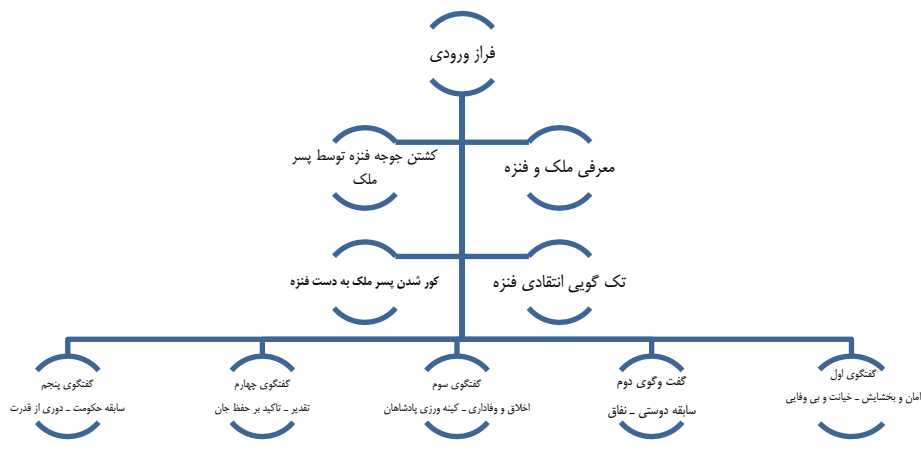 فراز ورودی
معرفی ملک و فنزه
کشتن جوجه فنزه توسط پسر
ملک
تک گویی انتقادی فنزه
کور شدن پسر ملک به دست فنزه
گفتگوی اول
امان و بخشایش ـ خیانت و بی وفایی
گفت وگوی دوم
سابقه دوستی ـ نفاق
گفتگوی سوم
اخلاق و وفاداری ـ کینه ورزی پادشاهان
گفتگوی چهارم
تقدیر ـ تاکید بر حفظ جان
گفتگوی پنجم
سابقه حکومت ـ دوری از قدرت